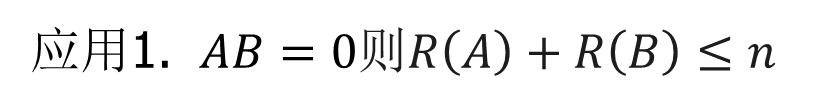 应用1. AB = 0则R(A) + R(B) ≤ n